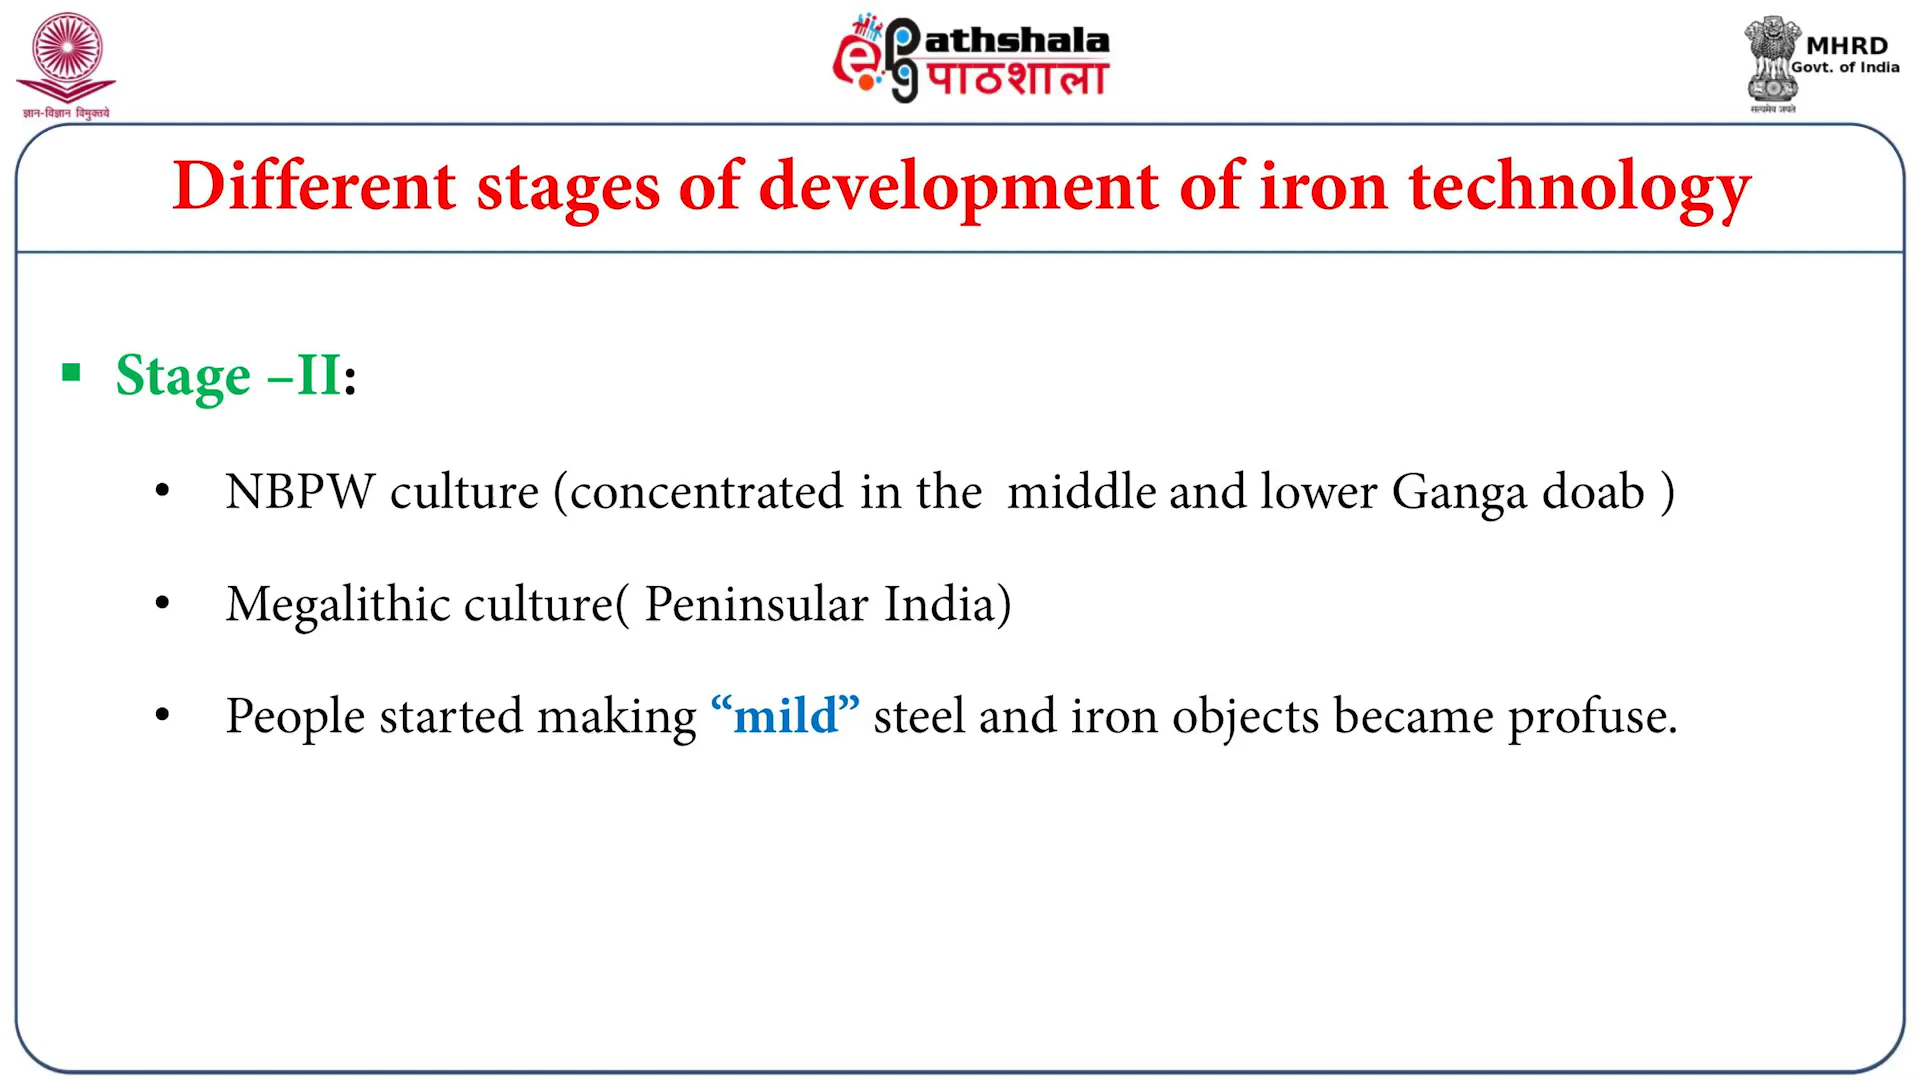 ज्ञान-विज्ञान विमुक्तये
ePathshala
पाठशाला
MHRD
Govt. of India
सत्यमेव जयते
Different stages of development of iron technology
▪ Stage –II:
• NBPW culture (concentrated in the middle and lower Ganga doab )
• Megalithic culture( Peninsular India)
• People started making “mild” steel and iron objects became profuse.